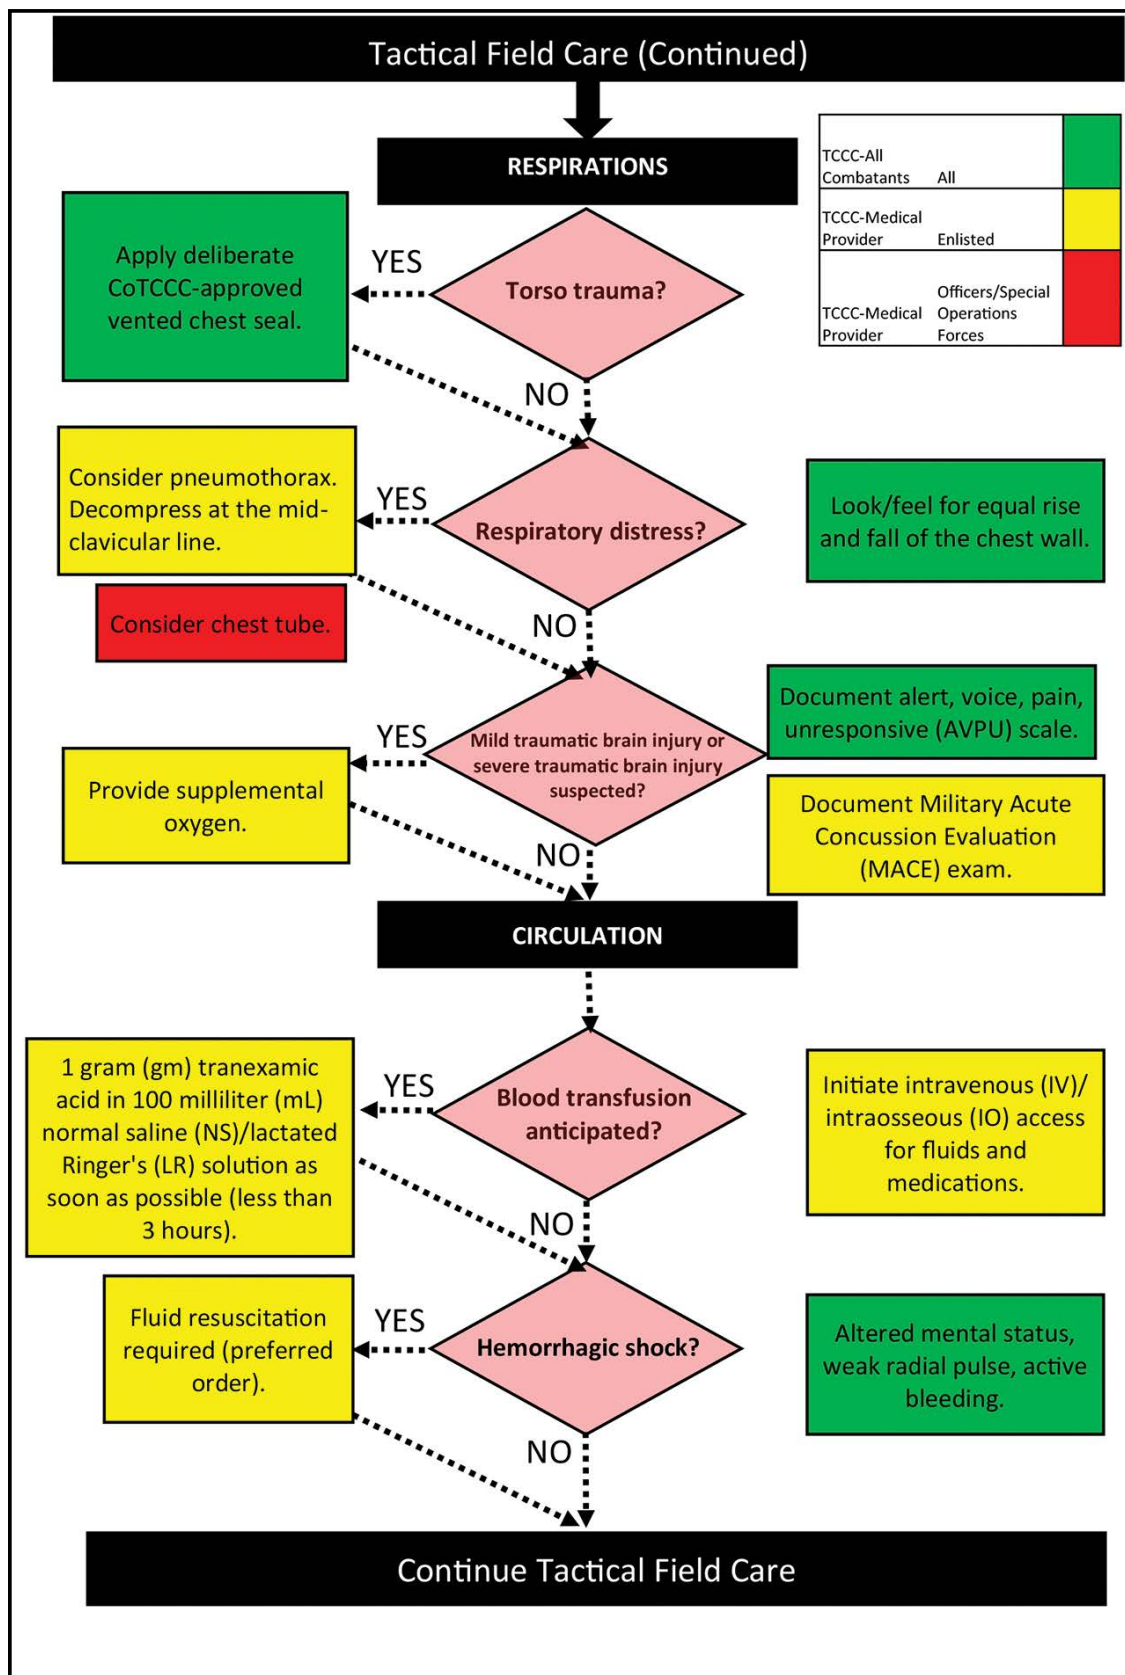 Tactical Field Care (Continued)
RESPIRATIONS
TCCC-All
Combatants All
TCCC-Medical
Provider Enlisted
Officers/Special
TCCC-Medical Operations
Provider Forces
Apply deliberate
CoTCCC-approved
vented chest seal.
YES
Torso trauma?
NO
Consider pneumothorax.
Decompress at the mid-
clavicular line.
YES
Respiratory distress?
Look/feel for equal rise
and fall of the chest wall.
Consider chest tube.
NO
Document alert, voice, pain,
unresponsive (AVPU) scale.
YES
Mild traumatic brain injury or
severe traumatic brain injury
suspected?
Provide supplemental
oxygen.
Document Military Acute
Concussion Evaluation
(MACE) exam.
NO
CIRCULATION
1 gram (gm) tranexamic
acid in 100 milliliter (mL)
normal saline (NS)/lactated
Ringer's (LR) solution as
soon as possible (less than
3 hours).
YES
Blood transfusion
anticipated?
Initiate intravenous (IV)/
intraosseous (IO) access
for fluids and
medications.
NO
Fluid resuscitation
required (preferred
order).
YES
Hemorrhagic shock?
Altered mental status,
weak radial pulse, active
bleeding.
NO
Continue Tactical Field Care